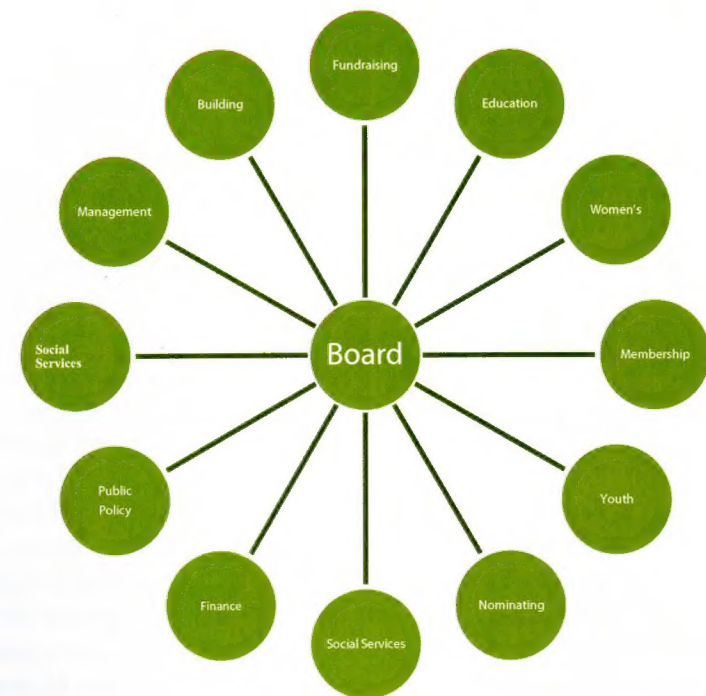 Fundraising
Building
Education
Management
Women's
Board
Social
Services
Membership
Public
Policy
Youth
Finance
Nominating
Social Services